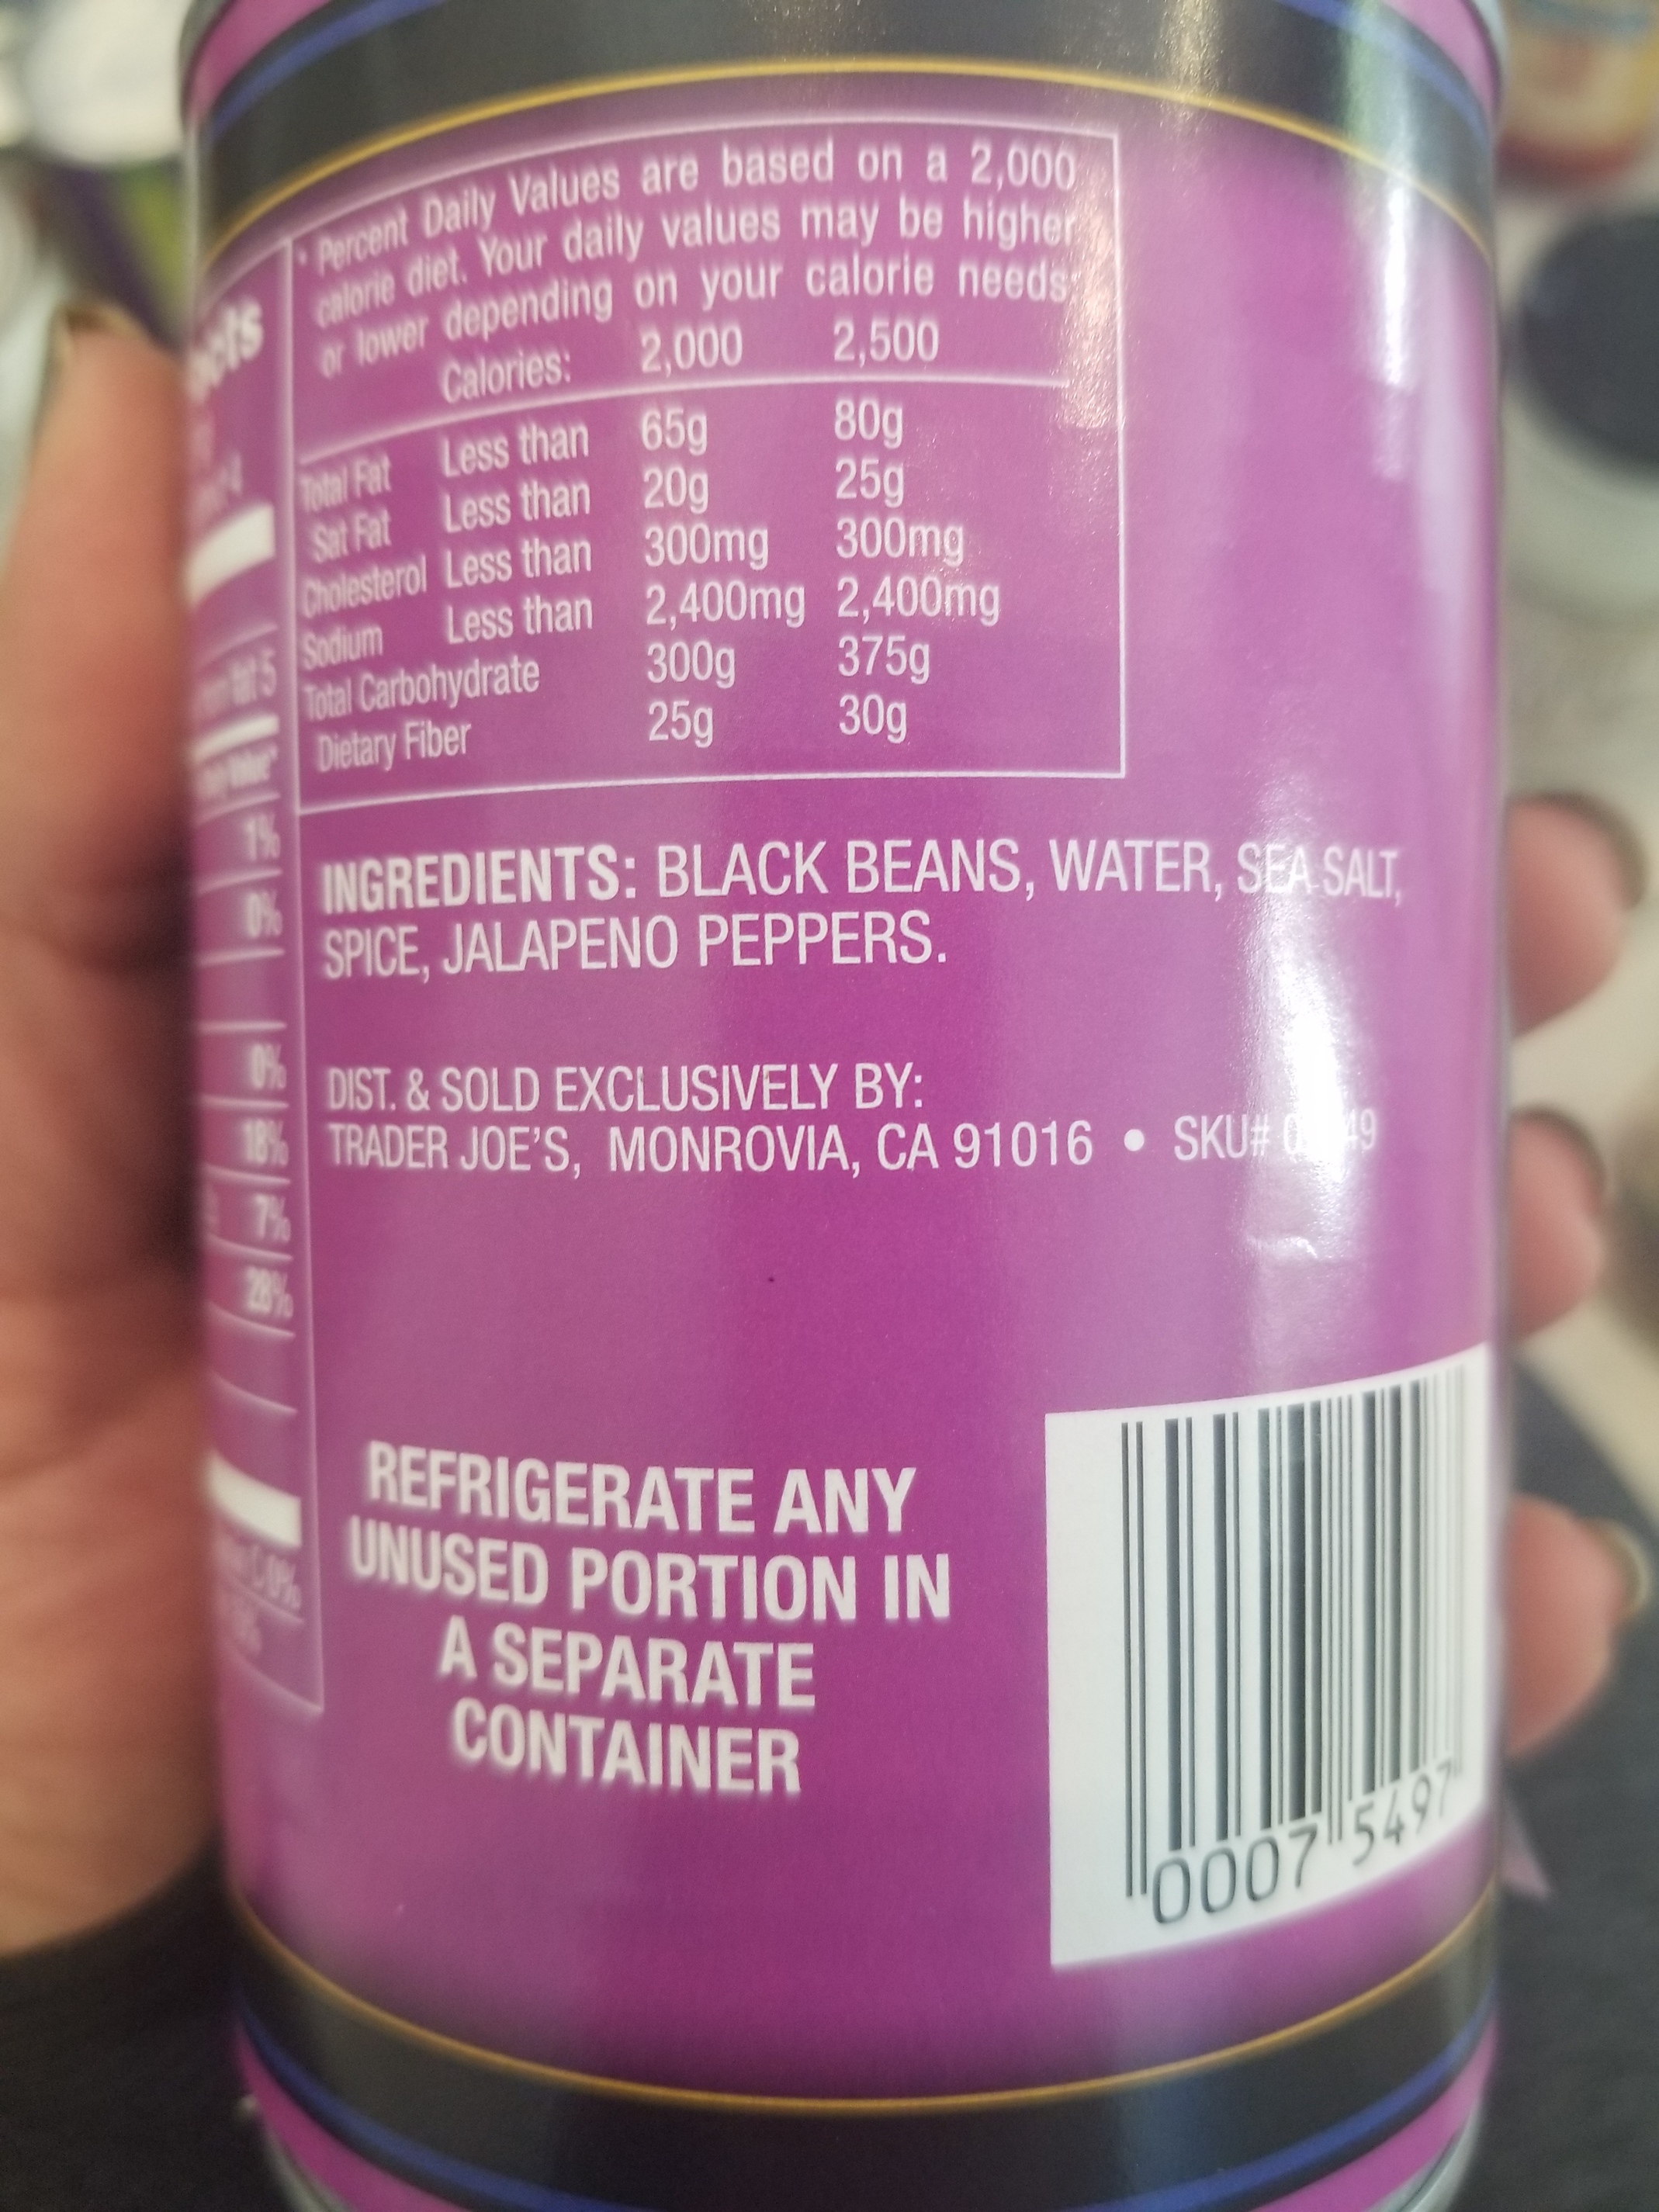 * Percent Daily Values are based on a 2,000
calorie diet. Your daily values may be higher
or lower depending on your calorie needs:
Calories: 2,000 2,500
Total Fat Less than 65g 80g
Sat Fat Less than 20g 25g
Cholesterol Less than 300mg 300mg
Sodium Less than 2,400mg 2,400mg
Total Carbohydrate 300g 375g
Dietary Fiber 25g 30g
fat 5
1%
0%
0%
18%
7%
28%
C 0%
INGREDIENTS: BLACK BEANS, WATER, SEA SALT,
SPICE, JALAPENO PEPPERS.
DIST. & SOLD EXCLUSIVELY BY:
TRADER JOE'S, MONROVIA, CA 91016 • SKU#
REFRIGERATE ANY
UNUSED PORTION IN
A SEPARATE
CONTAINER
0007 5497